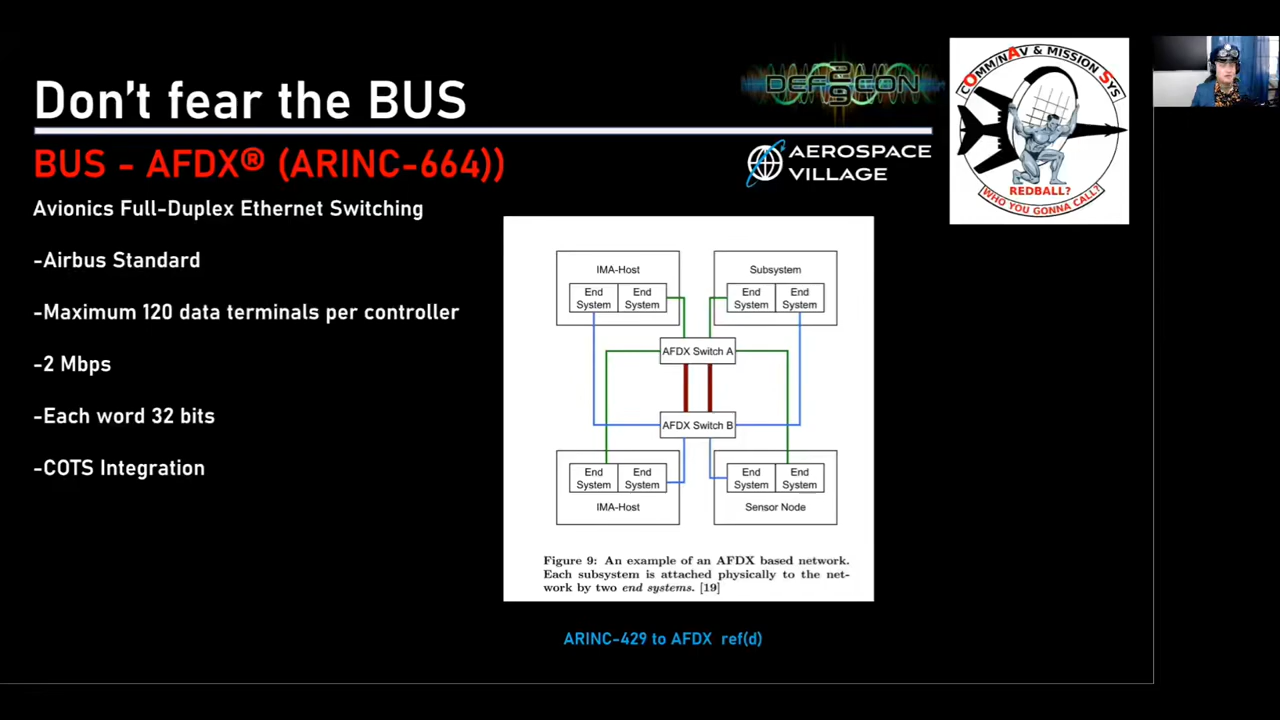 Don't fear the BUS
DEFCON
29
AEROSPACE
VILLAGE
COMM/NAV & MISSION SYS
REDBALL?
WHO YOU GONNA CALL?
BUS - AFDX® (ARINC-664))
Avionics Full-Duplex Ethernet Switching
-Airbus Standard
-Maximum 120 data terminals per controller
-2 Mbps
-Each word 32 bits
-COTS Integration
IMA-Host
Subsystem
End System
End System
End System
End System
AFDX Switch A
AFDX Switch B
End System
End System
End System
End System
IMA-Host
Sensor Node
Figure 9: An example of an AFDX based network.
Each subsystem is attached physically to the net-
work by two end systems. [19]
ARINC-429 to AFDX ref(d)